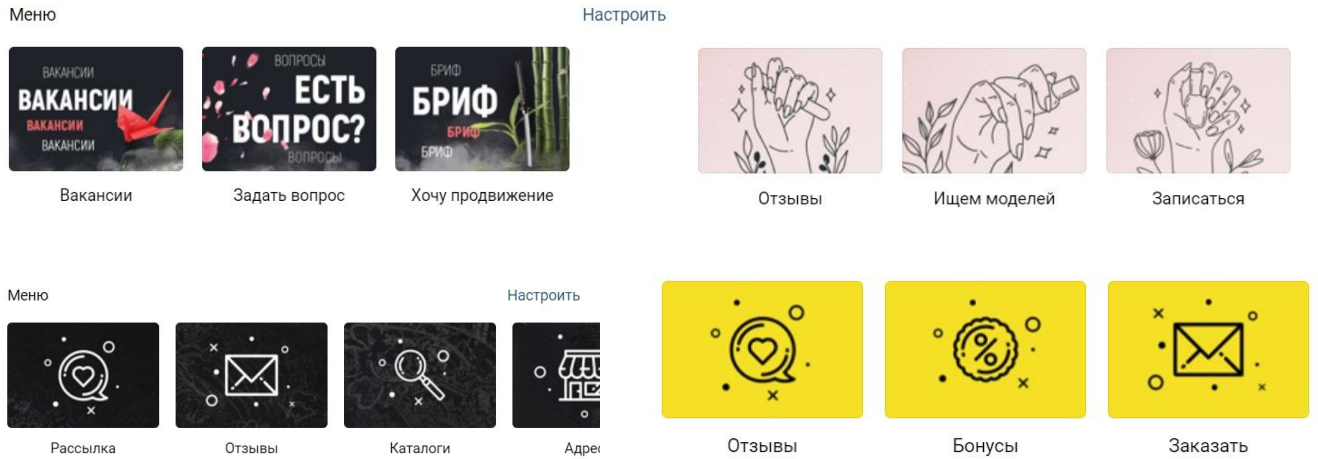 Меню
Настроить
ВАКАНСИИ
ВАКАНСИИ
ВАКАНСИИ
ВАКАНСИИ
ВОПРОСЫ
ЕСТЬ
ВОПРОС?
ВОПРОСЫ
БРИФ
БРИФ
БРИФ
БРИФ
Вакансии
Задать вопрос
Хочу продвижение
Отзывы
Ищем моделей
Записаться
Меню
Настроить
Рассылка
Отзывы
Каталоги
Адрес
%
Отзывы
Бонусы
Заказать